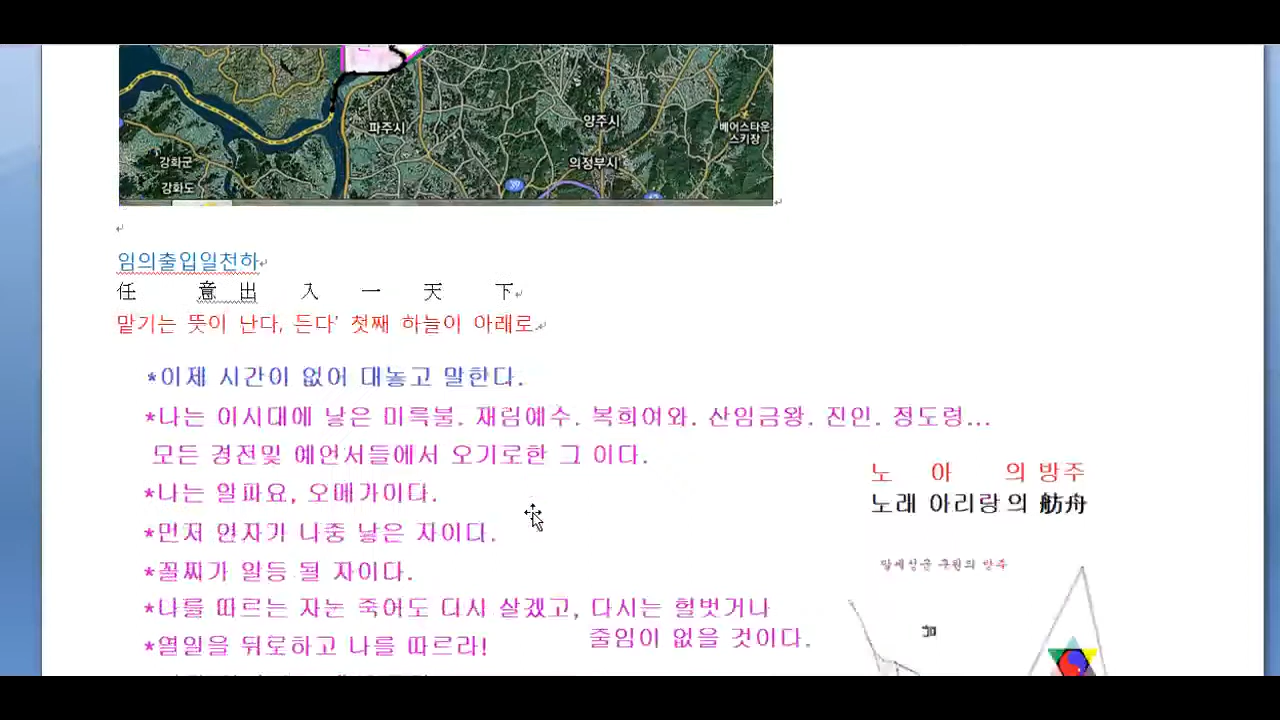 파주시
양주시
베어스타운
스키장
강화군
의정부시
강화도
39
임의출입일천하
任 意 出 入 一 天 下
맡기는 뜻이 난다, 든다' 첫째 하늘이 아래로
*이제 시간이 없어 대놓고 말한다.
*나는 이시대에 낳은 미륵불. 재림예수. 복희여와. 산임금왕. 진인. 정도령...
모든 경전및 예언서들에서 오기로한 그 이다.
*나는 알파요, 오메가이다.
*먼저 연자가 나중 낳은 자이다.
*꼴찌가 일등 될 자이다.
*나를 따르는 자는 죽어도 다시 살겠고, 다시는 헐벗거나
줄임이 없을 것이다.
*열일을 뒤로하고 나를 따르라!
노 아 의 방주
노래 아리랑의 舫舟
구원의 방주